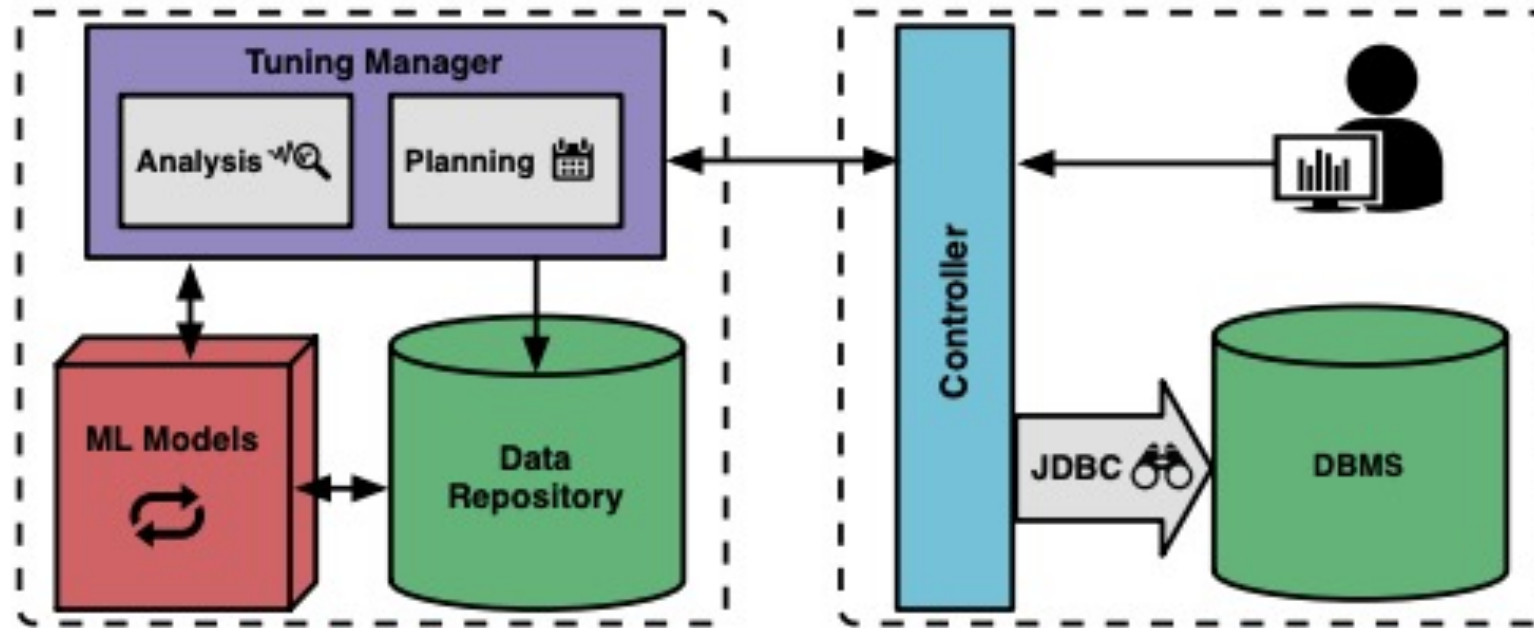 Tuning Manager
Analysis
Planning
ML Models
Data
Repository
Controller
JDBC
DBMS